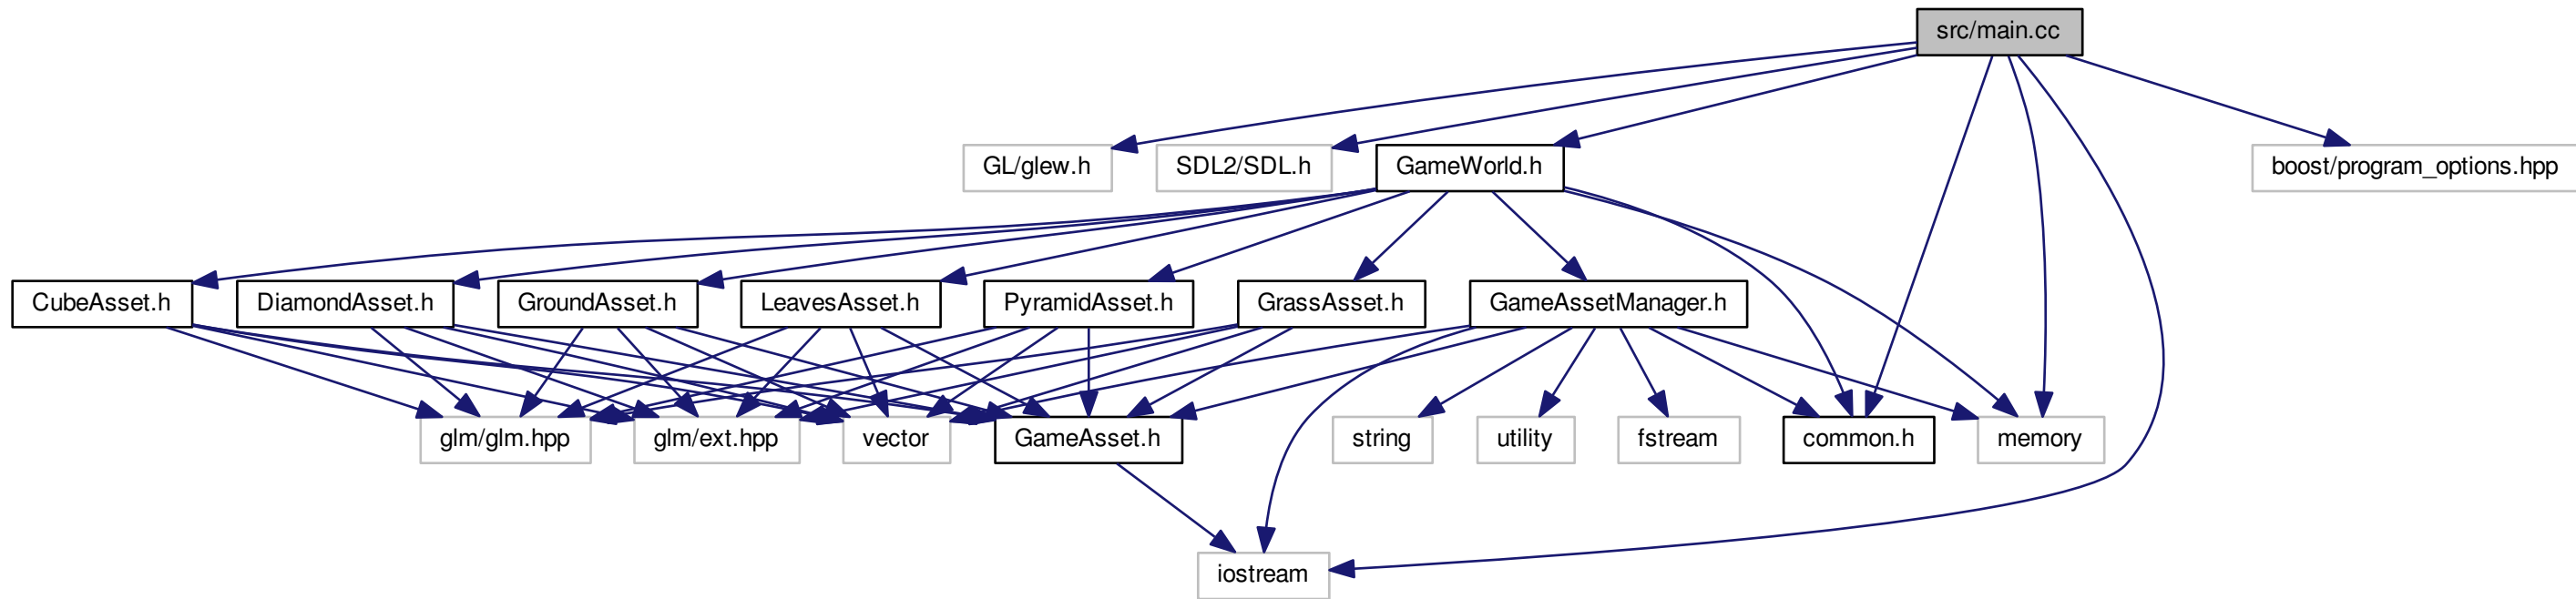 src/main.cc
GL/glew.h
SDL2/SDL.h
GameWorld.h
boost/program_options.hpp
CubeAsset.h
DiamondAsset.h
GroundAsset.h
LeavesAsset.h
PyramidAsset.h
GrassAsset.h
GameAssetManager.h
glm/glm.hpp
glm/ext.hpp
vector
GameAsset.h
string
utility
fstream
common.h
memory
iostream